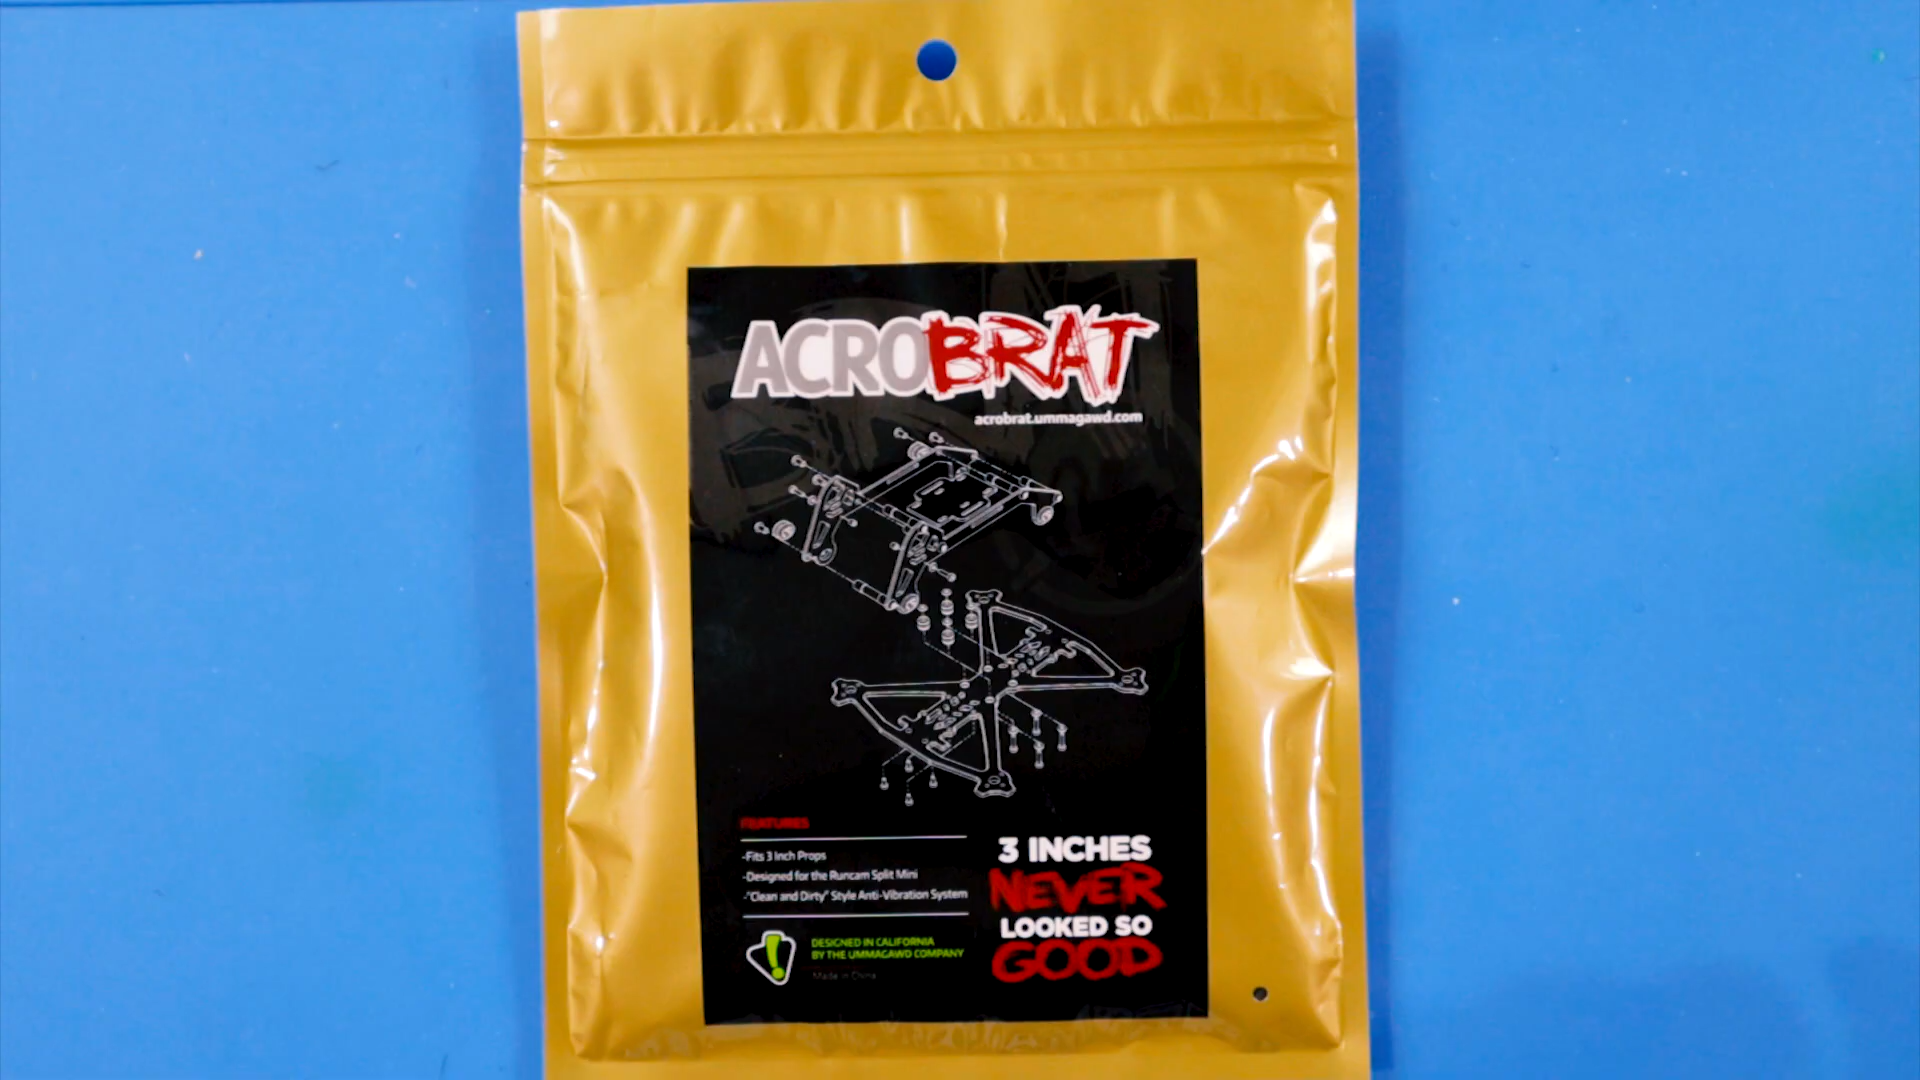 ACROBRAT
acrobrat.ummagawd.com
FEATURES
-Fits 3 Inch Props
-Designed for the Runcam Split Mini
-"Clean and Dirty" Style Anti-Vibration System
DESIGNED IN CALIFORNIA
BY THE UMMAGAWD COMPANY
Made in China
3 INCHES
NEVER
LOOKED SO
GOOD